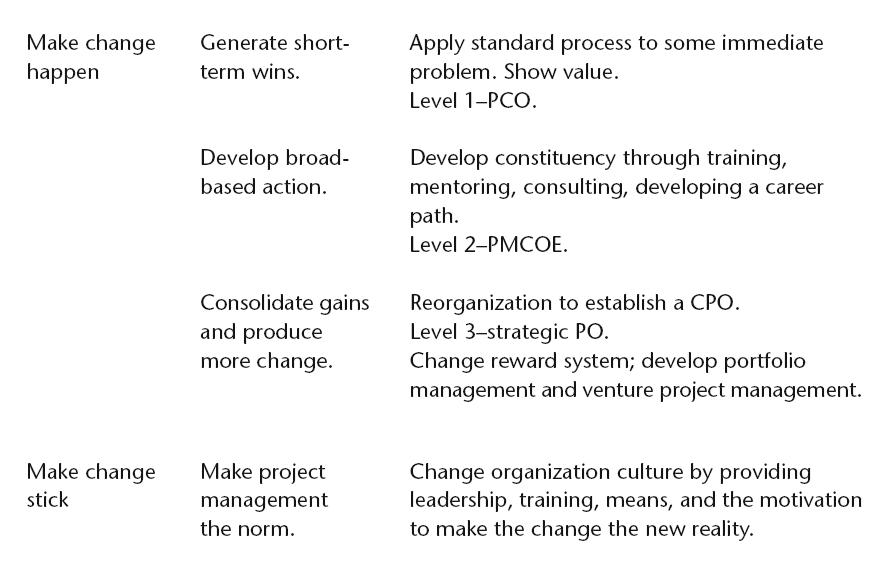 Make change happen
Generate short-term wins.
Apply standard process to some immediate
problem. Show value.
Level 1–PCO.
Develop broad-based action.
Develop constituency through training,
mentoring, consulting, developing a career
path.
Level 2–PMCOE.
Consolidate gains
and produce
more change.
Reorganization to establish a CPO.
Level 3–strategic PO.
Change reward system; develop portfolio
management and venture project management.
Make change
stick
Make project
management
the norm.
Change organization culture by providing
leadership, training, means, and the motivation
to make the change the new reality.